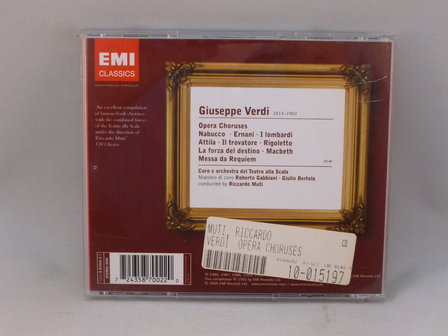 EMI
CLASSICS
"An excellent compilation
of famous Verdi choruses
with the combined forces
of the Teatro alla Scala
under the direction of
Riccardo Muti."
CD Classica
Giuseppe Verdi 1813-1901
Opera Choruses
Nabucco · Ernani · I lombardi
Attila · Il trovatore · Rigoletto
La forza del destino · Macbeth
Messa da Requiem
Coro e orchestra del Teatro alla Scala
Maestro di coro Roberto Gabbiani · Giulio Bertola
conducted by Riccardo Muti
MUTI, RICCARDO
VERDI OPERA CHORUSES
CD
10-015197
7 24358 70022 0